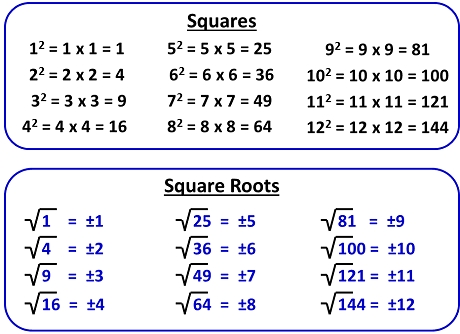 Squares
1² = 1 x 1 = 1
2² = 2 x 2 = 4
3² = 3 x 3 = 9
4² = 4 x 4 = 16
5² = 5 x 5 = 25
6² = 6 x 6 = 36
7² = 7 x 7 = 49
8² = 8 x 8 = 64
9² = 9 x 9 = 81
10² = 10 x 10 = 100
11² = 11 x 11 = 121
12² = 12 x 12 = 144
Square Roots
√1 = ±1
√4 = ±2
√9 = ±3
√16 = ±4
√25 = ±5
√36 = ±6
√49 = ±7
√64 = ±8
√81 = ±9
√100 = ±10
√121 = ±11
√144 = ±12